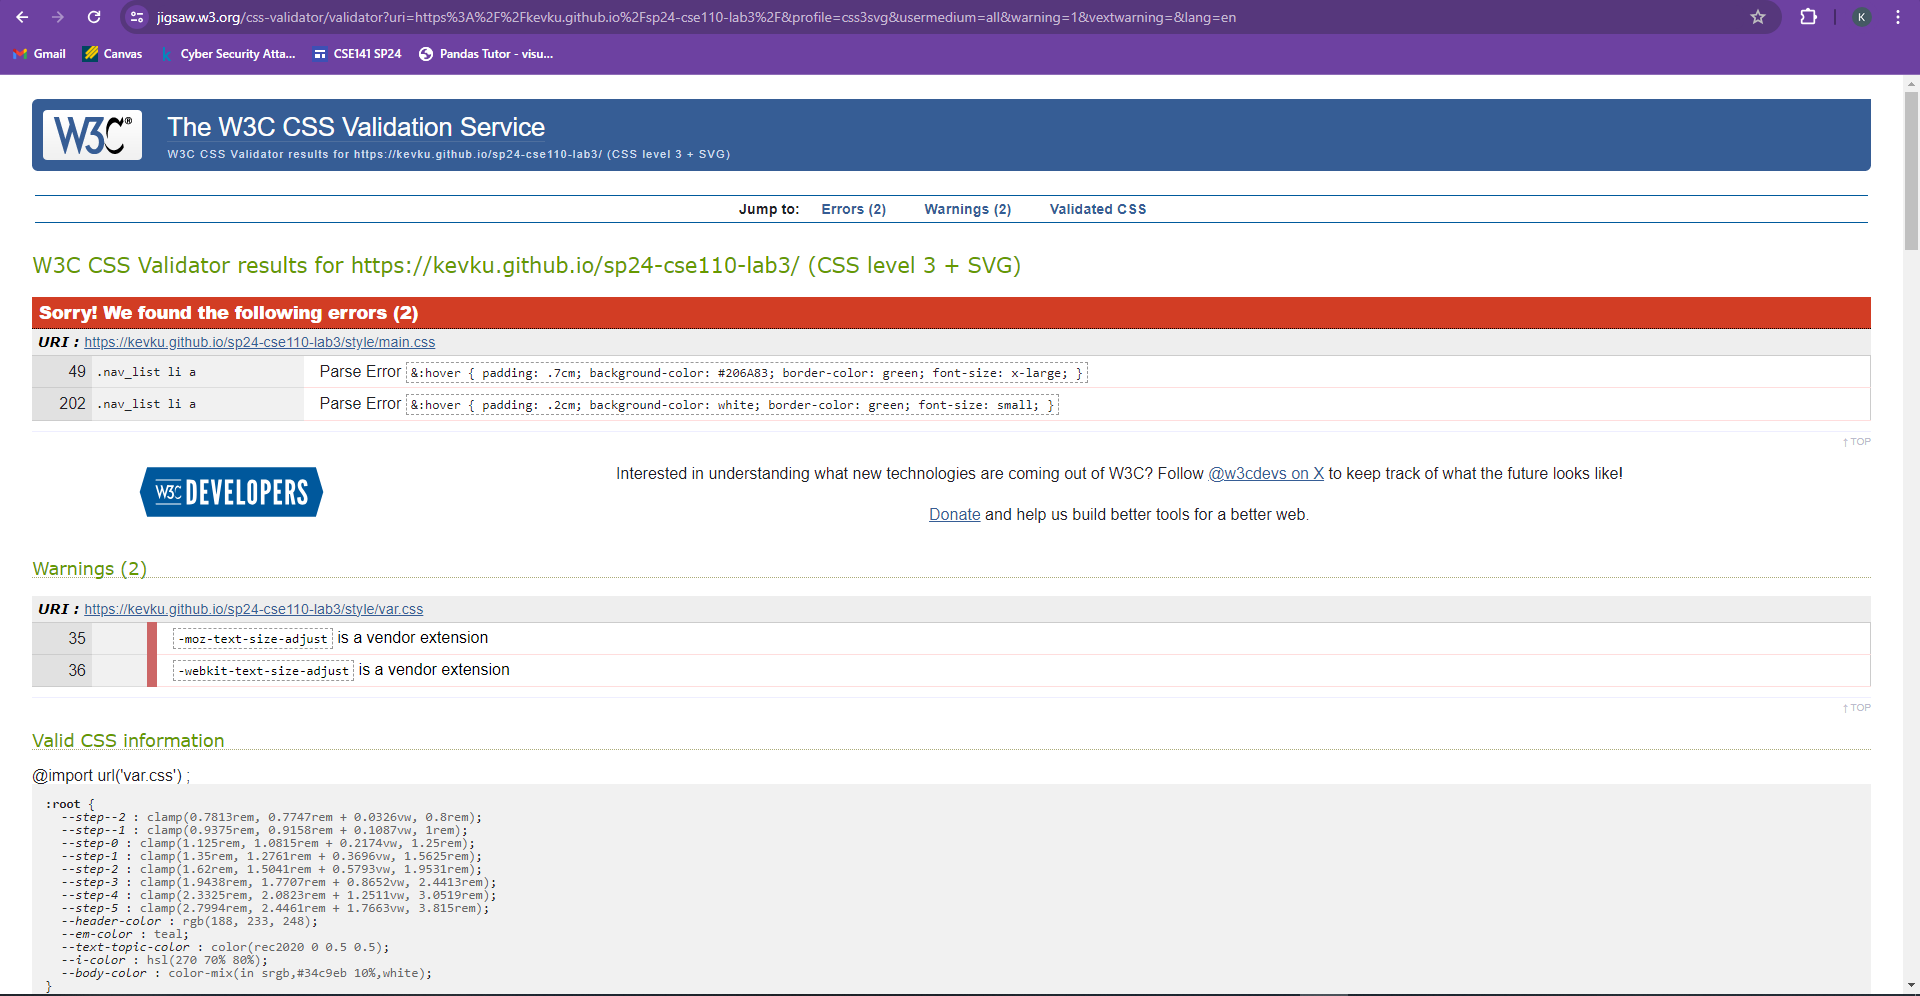 jigsaw.w3.org/css-validator/validator?uri=https%3A%2F%2Fkevku.github.io%2Fsp24-cse110-lab3%2F&profile=css3svg&usermedium=all&warning=1&vextwarning=&lang=en
K
Gmail Canvas Cyber Security Atta... CSE141 SP24 Pandas Tutor - visu...
W3C® The W3C CSS Validation Service
W3C CSS Validator results for https://kevku.github.io/sp24-cse110-lab3/ (CSS level 3 + SVG)
Jump to: Errors (2) Warnings (2) Validated CSS
W3C CSS Validator results for https://kevku.github.io/sp24-cse110-lab3/ (CSS level 3 + SVG)
Sorry! We found the following errors (2)
URI : https://kevku.github.io/sp24-cse110-lab3/style/main.css
49 .nav_list li a Parse Error &:hover { padding: .7cm; background-color: #206A83; border-color: green; font-size: x-large; }
202 .nav_list li a Parse Error &:hover { padding: .2cm; background-color: white; border-color: green; font-size: small; }
↑ TOP
W3C DEVELOPERS
Interested in understanding what new technologies are coming out of W3C? Follow @w3cdevs on X to keep track of what the future looks like!
Donate and help us build better tools for a better web.
Warnings (2)
URI : https://kevku.github.io/sp24-cse110-lab3/style/var.css
35 -moz-text-size-adjust is a vendor extension
36 -webkit-text-size-adjust is a vendor extension
↑ TOP
Valid CSS information
@import url('var.css') ;
:root {
--step--2 : clamp(0.7813rem, 0.7747rem + 0.0326vw, 0.8rem);
--step--1 : clamp(0.9375rem, 0.9158rem + 0.1087vw, 1rem);
--step-0 : clamp(1.125rem, 1.0815rem + 0.2174vw, 1.25rem);
--step-1 : clamp(1.35rem, 1.2761rem + 0.3696vw, 1.5625rem);
--step-2 : clamp(1.62rem, 1.5041rem + 0.5793vw, 1.9531rem);
--step-3 : clamp(1.9438rem, 1.7707rem + 0.8652vw, 2.4413rem);
--step-4 : clamp(2.3325rem, 2.0823rem + 1.2511vw, 3.0519rem);
--step-5 : clamp(2.7994rem, 2.4461rem + 1.7663vw, 3.815rem);
--header-color : rgb(188, 233, 248);
--em-color : teal;
--text-topic-color : color(rec2020 0 0.5 0.5);
--i-color : hsl(270 70% 80%);
--body-color : color-mix(in srgb,#34c9eb 10%,white);
}